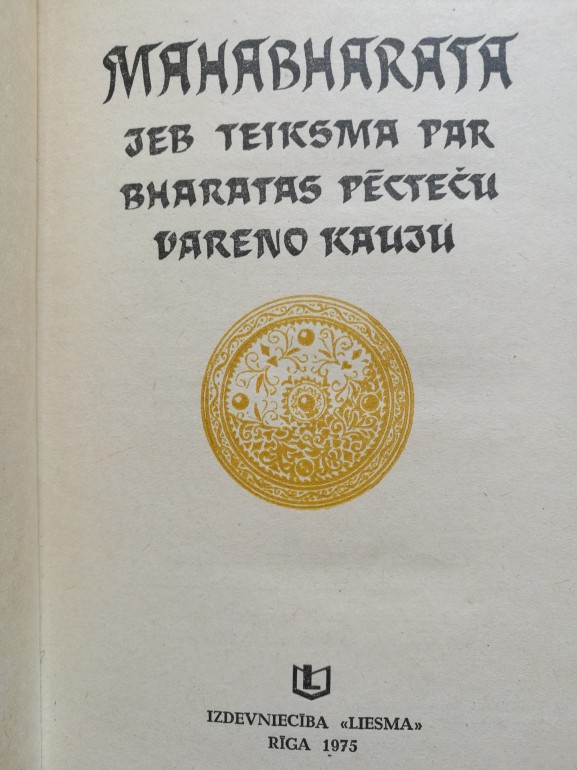 MAHABHARATA
JEB TEIKSMA PAR
BHARATAS PĒCTEČU
VARENO KAUJU
L
IZDEVNIECĪBA «LIESMA»
RĪGA 1975